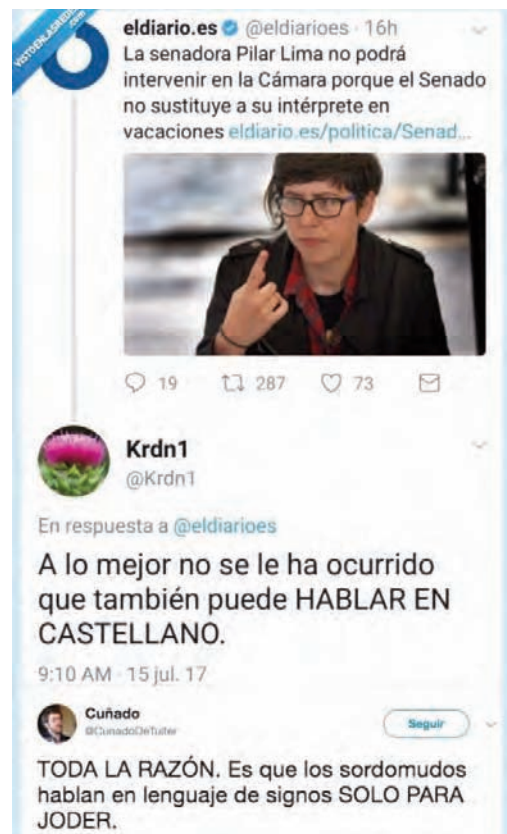 VISTOENLASREDES.com
eldiario.es @eldiarioes · 16h
La senadora Pilar Lima no podrá
intervenir en la Cámara porque el Senado
no sustituye a su intérprete en
vacaciones eldiario.es/politica/Senad...
19 287 73
Krdn1
@Krdn1
En respuesta a @eldiarioes
A lo mejor no se le ha ocurrido
que también puede HABLAR EN
CASTELLANO.
9:10 AM · 15 jul. 17
Cuñado
@CunadoDeTuiter
Seguir
TODA LA RAZÓN. Es que los sordomudos
hablan en lenguaje de signos SOLO PARA
JODER.